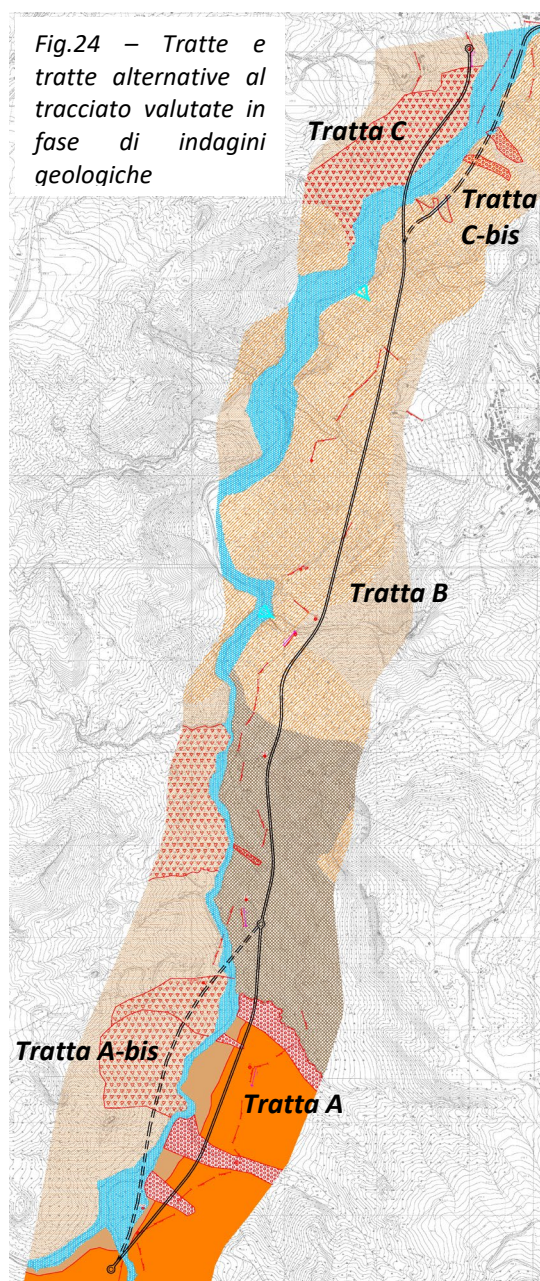 Fig.24 – Tratte e
tratte alternative al
tracciato valutate in
fase di indagini
geologiche
Tratta C
Tratta
C-bis
Tratta B
Tratta A-bis
Tratta A